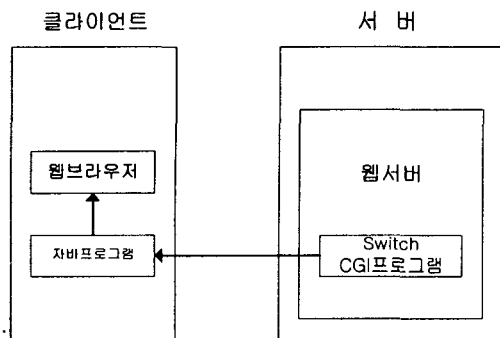 클라이언트
서 버
웹브라우저
웹서버
자바프로그램
Switch
CGI프로그램